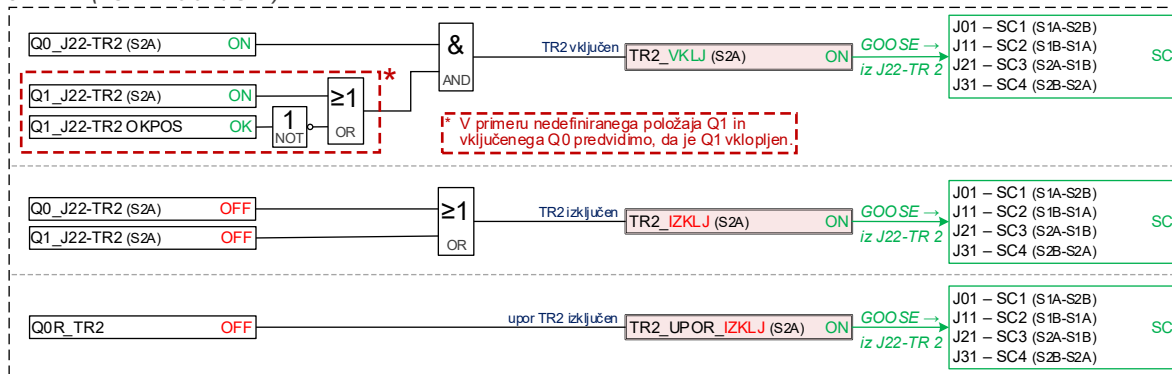 Q0_J22-TR2 (S2A) ON
&
AND
TR2 vključen
TR2_VKLJ (S2A) ON
GOOSE →
iz J22-TR 2
J01 – SC1 (S1A-S2B)
J11 – SC2 (S1B-S1A)
J21 – SC3 (S2A-S1B)
J31 – SC4 (S2B-S2A)
SC
*
Q1_J22-TR2 (S2A) ON
Q1_J22-TR2 OKPOS OK
1
NOT
≥1
OR
* V primeru nedefiniranega položaja Q1 in
vključenega Q0 predvidimo, da je Q1 vklopljen.
Q0_J22-TR2 (S2A) OFF
Q1_J22-TR2 (S2A) OFF
≥1
OR
TR2 izključen
TR2_IZKLJ (S2A) ON
GOOSE →
iz J22-TR 2
J01 – SC1 (S1A-S2B)
J11 – SC2 (S1B-S1A)
J21 – SC3 (S2A-S1B)
J31 – SC4 (S2B-S2A)
SC
Q0R_TR2 OFF
upor TR2 izključen
TR2_UPOR_IZKLJ (S2A) ON
GOOSE →
iz J22-TR 2
J01 – SC1 (S1A-S2B)
J11 – SC2 (S1B-S1A)
J21 – SC3 (S2A-S1B)
J31 – SC4 (S2B-S2A)
SC